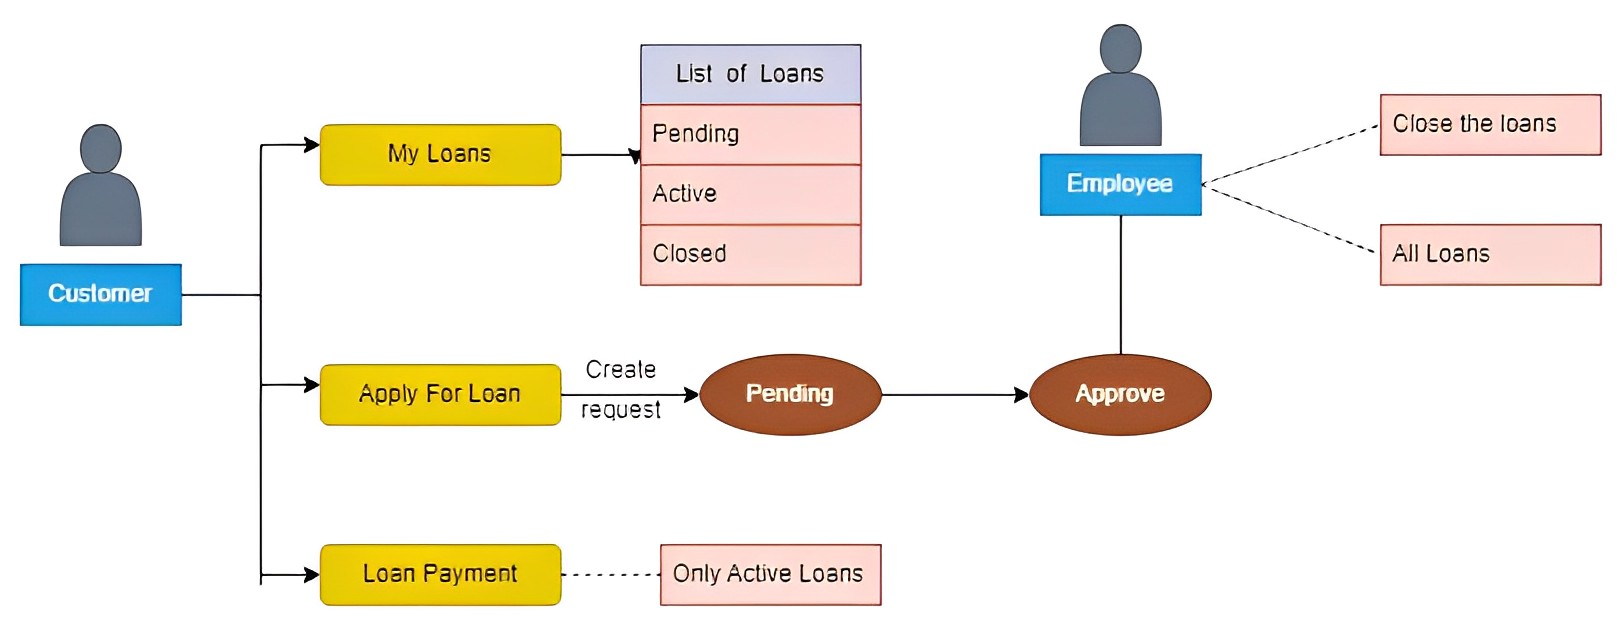 List of Loans
Pending
Active
Closed
My Loans
Customer
Employee
Close the loans
All Loans
Apply For Loan
Create
request
Pending
Approve
Loan Payment
Only Active Loans